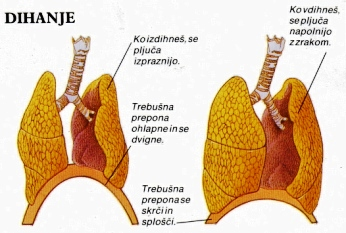 DIHANJE
Ko izdihneš, se
pljuča
izpraznijo.
Trebušna
prepona
ohlapne in se
dvigne.
Ko vdihneš,
se pljuča
napolnijo
z zrakom.
Trebušna
prepona se
skrči in
splošči.